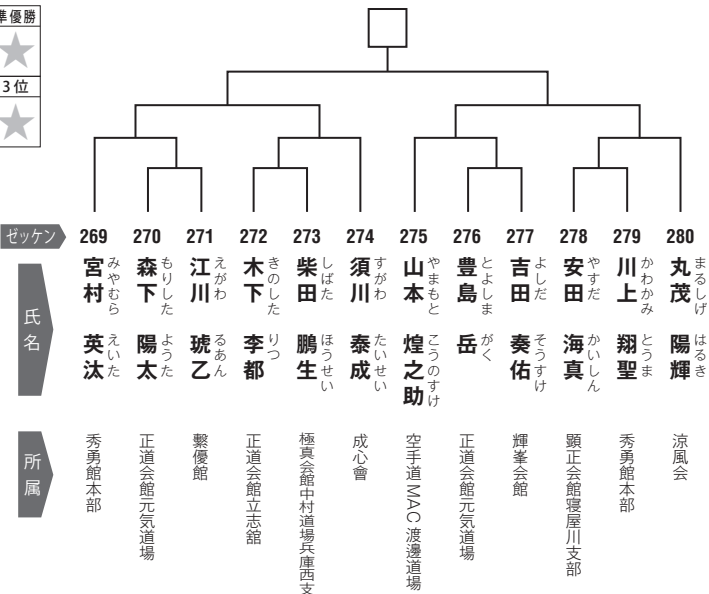 準優勝
3位
ゼッケン
269 270 271 272 273 274 275 276 277 278 279 280
氏名
宮村 英汰
みやむら えいた
森下 陽太
もりした ようた
江川 琥乙
えがわ るあん
木下 李都
きのした りつ
柴田 鵬生
しばた ほうせい
須川 泰成
すがわ たいせい
山本 煌之助
やまもと こうのすけ
豊島 岳
とよしま がく
吉田 奏佑
よしだ そうすけ
安田 海真
やすだ かいしん
川上 翔聖
かわかみ とうま
丸茂 陽輝
まるしげ はるき
所属
秀勇館本部
正道会館元気道場
繫優館
正道会館立志舘
極真会館中村道場兵庫西支
成心會
空手道MAC渡邊道場
正道会館元気道場
輝峯会館
顕正会館寝屋川支部
秀勇館本部
涼風会